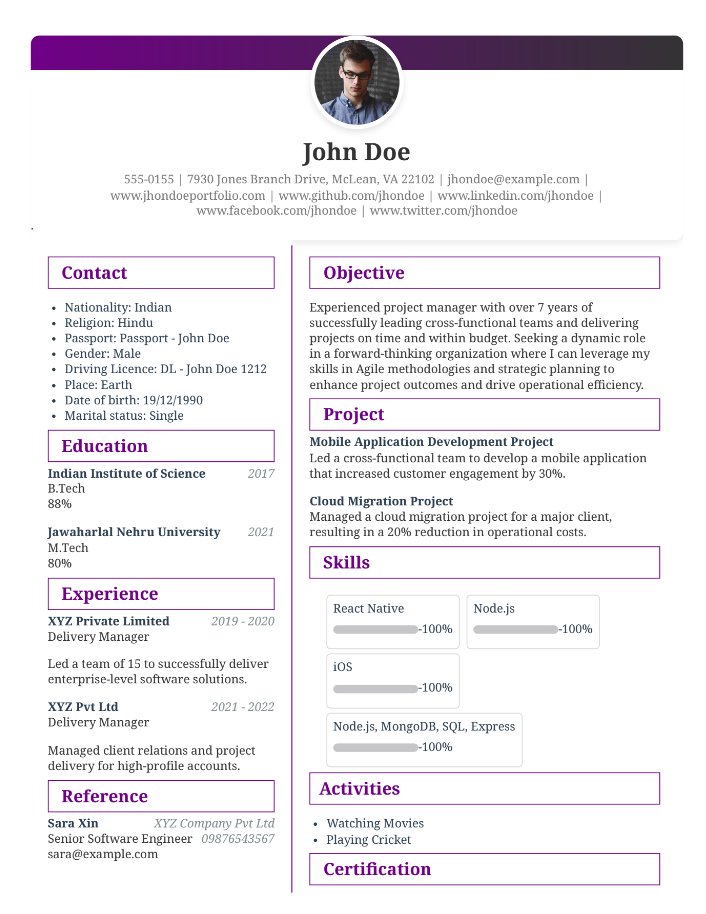 John Doe
555-0155 | 7930 Jones Branch Drive, McLean, VA 22102 | jhondoe@example.com |
www.jhondoeportfolio.com | www.github.com/jhondoe | www.linkedin.com/jhondoe |
www.facebook.com/jhondoe | www.twitter.com/jhondoe
.
Contact
• Nationality: Indian
• Religion: Hindu
• Passport: Passport - John Doe
• Gender: Male
• Driving Licence: DL - John Doe 1212
• Place: Earth
• Date of birth: 19/12/1990
• Marital status: Single
Education
Indian Institute of Science 2017
B.Tech
88%
Jawaharlal Nehru University 2021
M.Tech
80%
Experience
XYZ Private Limited 2019 - 2020
Delivery Manager
Led a team of 15 to successfully deliver
enterprise-level software solutions.
XYZ Pvt Ltd 2021 - 2022
Delivery Manager
Managed client relations and project
delivery for high-profile accounts.
Reference
Sara Xin XYZ Company Pvt Ltd
Senior Software Engineer 09876543567
sara@example.com
Objective
Experienced project manager with over 7 years of
successfully leading cross-functional teams and delivering
projects on time and within budget. Seeking a dynamic role
in a forward-thinking organization where I can leverage my
skills in Agile methodologies and strategic planning to
enhance project outcomes and drive operational efficiency.
Project
Mobile Application Development Project
Led a cross-functional team to develop a mobile application
that increased customer engagement by 30%.
Cloud Migration Project
Managed a cloud migration project for a major client,
resulting in a 20% reduction in operational costs.
Skills
React Native Node.js
-100% -100%
iOS
-100%
Node.js, MongoDB, SQL, Express
-100%
Activities
• Watching Movies
• Playing Cricket
Certification